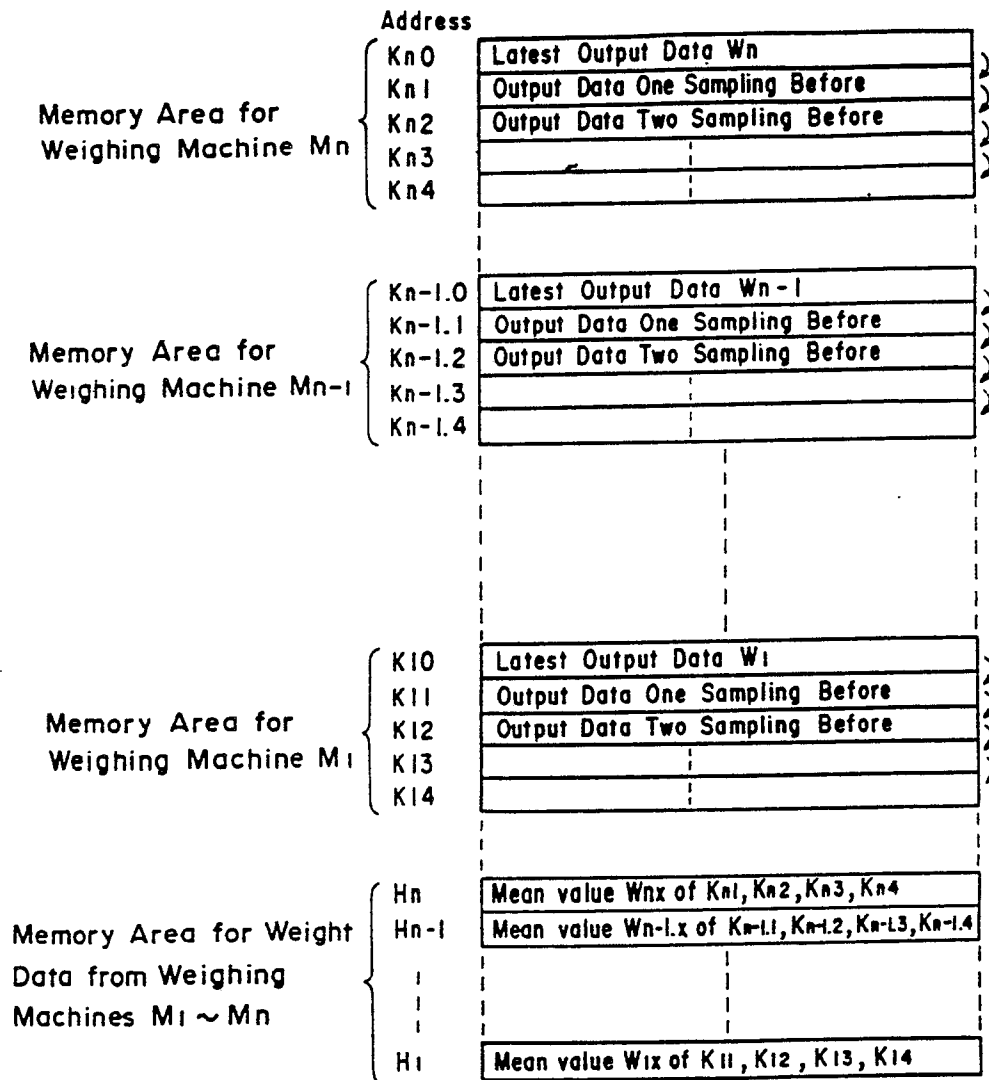 Address
Kn0 Latest Output Data Wn
Kn1 Output Data One Sampling Before
Kn2 Output Data Two Sampling Before
Kn3
Kn4
Memory Area for
Weighing Machine Mn
Kn-1.0 Latest Output Data Wn-1
Kn-1.1 Output Data One Sampling Before
Kn-1.2 Output Data Two Sampling Before
Kn-1.3
Kn-1.4
Memory Area for
Weighing Machine Mn-1
K10 Latest Output Data W1
K11 Output Data One Sampling Before
K12 Output Data Two Sampling Before
K13
K14
Memory Area for
Weighing Machine M1
Hn Mean value Wnx of Kn1, Kn2, Kn3, Kn4
Hn-1 Mean value Wn-1.x of Kn-1.1, Kn-1.2, Kn-1.3, Kn-1.4
H1 Mean value W1x of K11, K12, K13, K14
Memory Area for Weight
Data from Weighing
Machines M1 ~ Mn